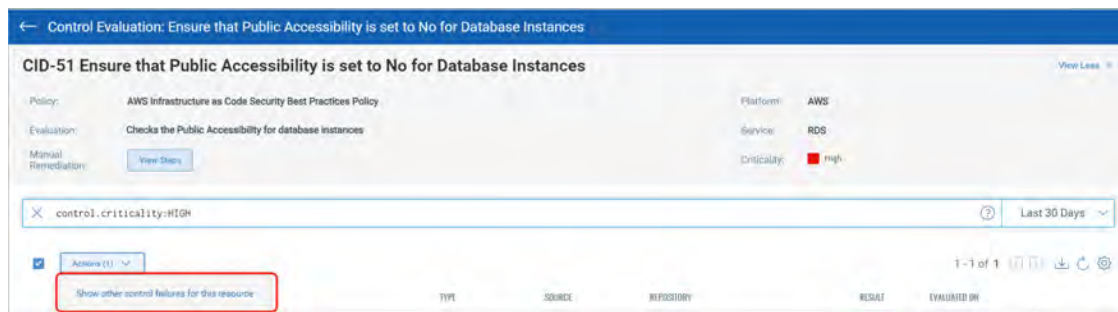 ← Control Evaluation: Ensure that Public Accessibility is set to No for Database Instances
CID-51 Ensure that Public Accessibility is set to No for Database Instances
View Less
Policy: AWS Infrastructure as Code Security Best Practices Policy
Platform: AWS
Evaluation: Checks the Public Accessibility for database instances
Service: RDS
Manual Remediation: View Steps
Criticality: High
control.criticality:HIGH
Last 30 Days
Actions (1)
1 - 1 of 1
Show other control failures for this resource
TYPE SOURCE REPOSITORY RESULT EVALUATED ON